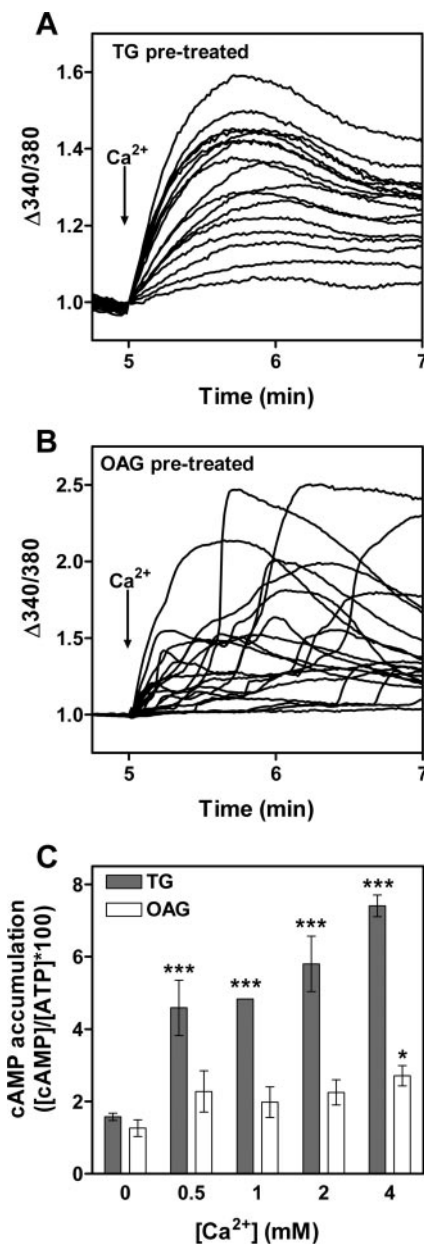 A
TG pre-treated
1.6
1.4
1.2
1.0
Δ340/380
Ca²⁺
5
6
7
Time (min)
B
OAG pre-treated
2.5
2.0
1.5
1.0
Δ340/380
Ca²⁺
5
6
7
Time (min)
C
cAMP accumulation
([cAMP]/[ATP]*100)
8
6
4
2
0
TG
OAG
***
***
***
***
*
0
0.5
1
2
4
[Ca²⁺] (mM)